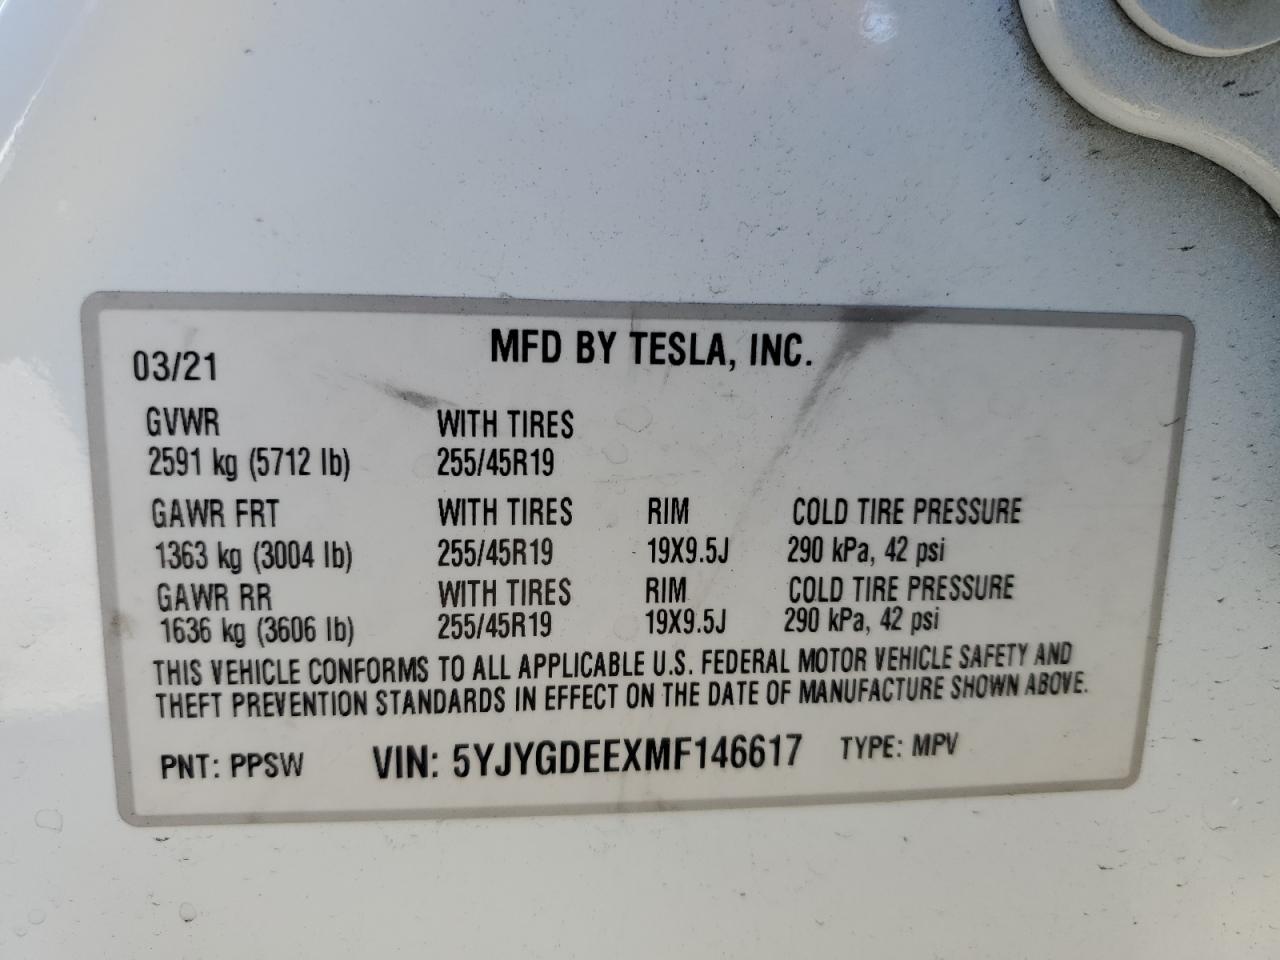 MFD BY TESLA, INC.
03/21
GVWR WITH TIRES
2591 kg (5712 lb) 255/45R19
GAWR FRT WITH TIRES RIM COLD TIRE PRESSURE
1363 kg (3004 lb) 255/45R19 19X9.5J 290 kPa, 42 psi
GAWR RR WITH TIRES RIM COLD TIRE PRESSURE
1636 kg (3606 lb) 255/45R19 19X9.5J 290 kPa, 42 psi
THIS VEHICLE CONFORMS TO ALL APPLICABLE U.S. FEDERAL MOTOR VEHICLE SAFETY AND
THEFT PREVENTION STANDARDS IN EFFECT ON THE DATE OF MANUFACTURE SHOWN ABOVE.
PNT: PPSW VIN: 5YJYGDEEXMF146617 TYPE: MPV